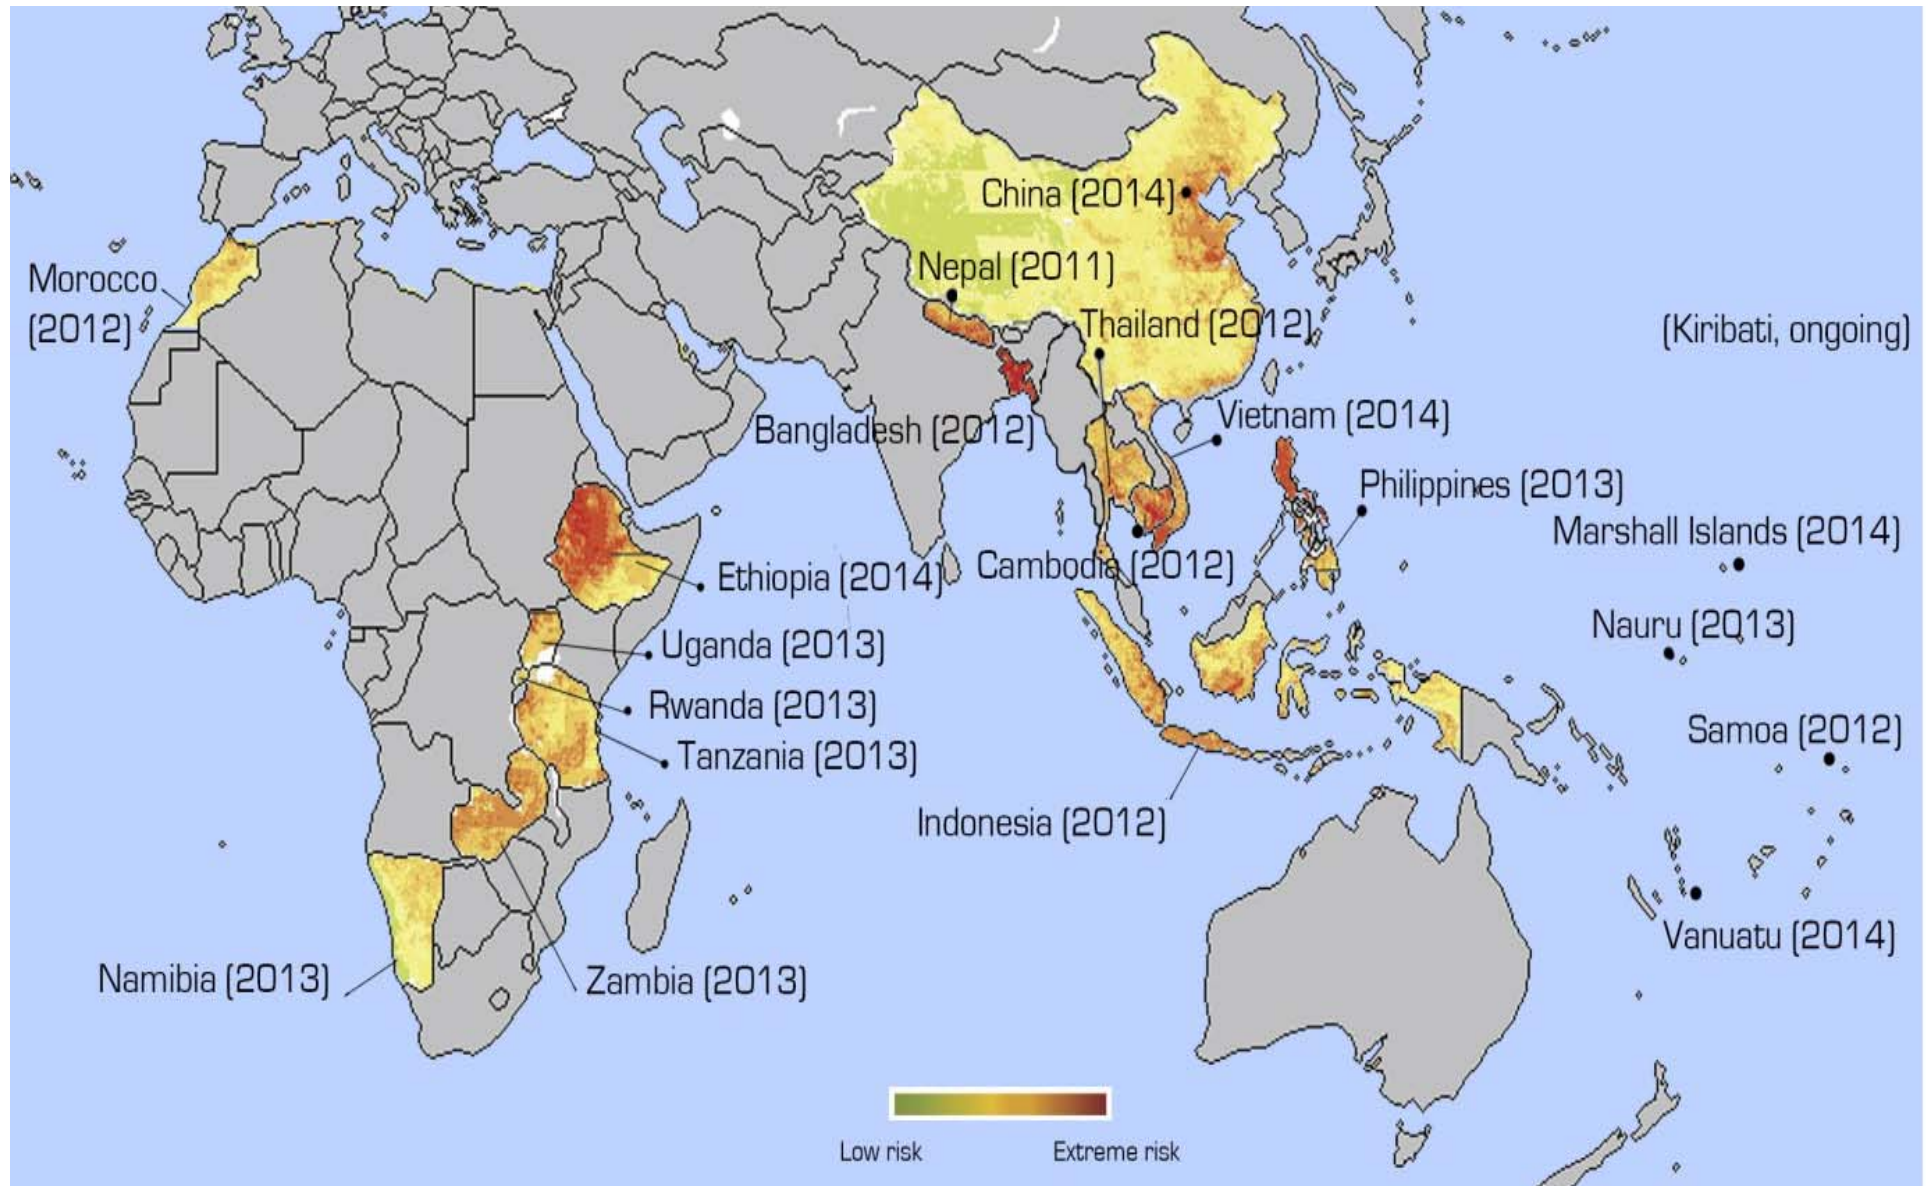 China (2014)
Nepal (2011)
Morocco
(2012)
Thailand (2012)
(Kiribati, ongoing)
Bangladesh (2012)
Vietnam (2014)
Philippines (2013)
Marshall Islands (2014)
Cambodia (2012)
Ethiopia (2014)
Nauru (2013)
Uganda (2013)
Rwanda (2013)
Samoa (2012)
Tanzania (2013)
Indonesia (2012)
Vanuatu (2014)
Namibia (2013)
Zambia (2013)
Low risk
Extreme risk